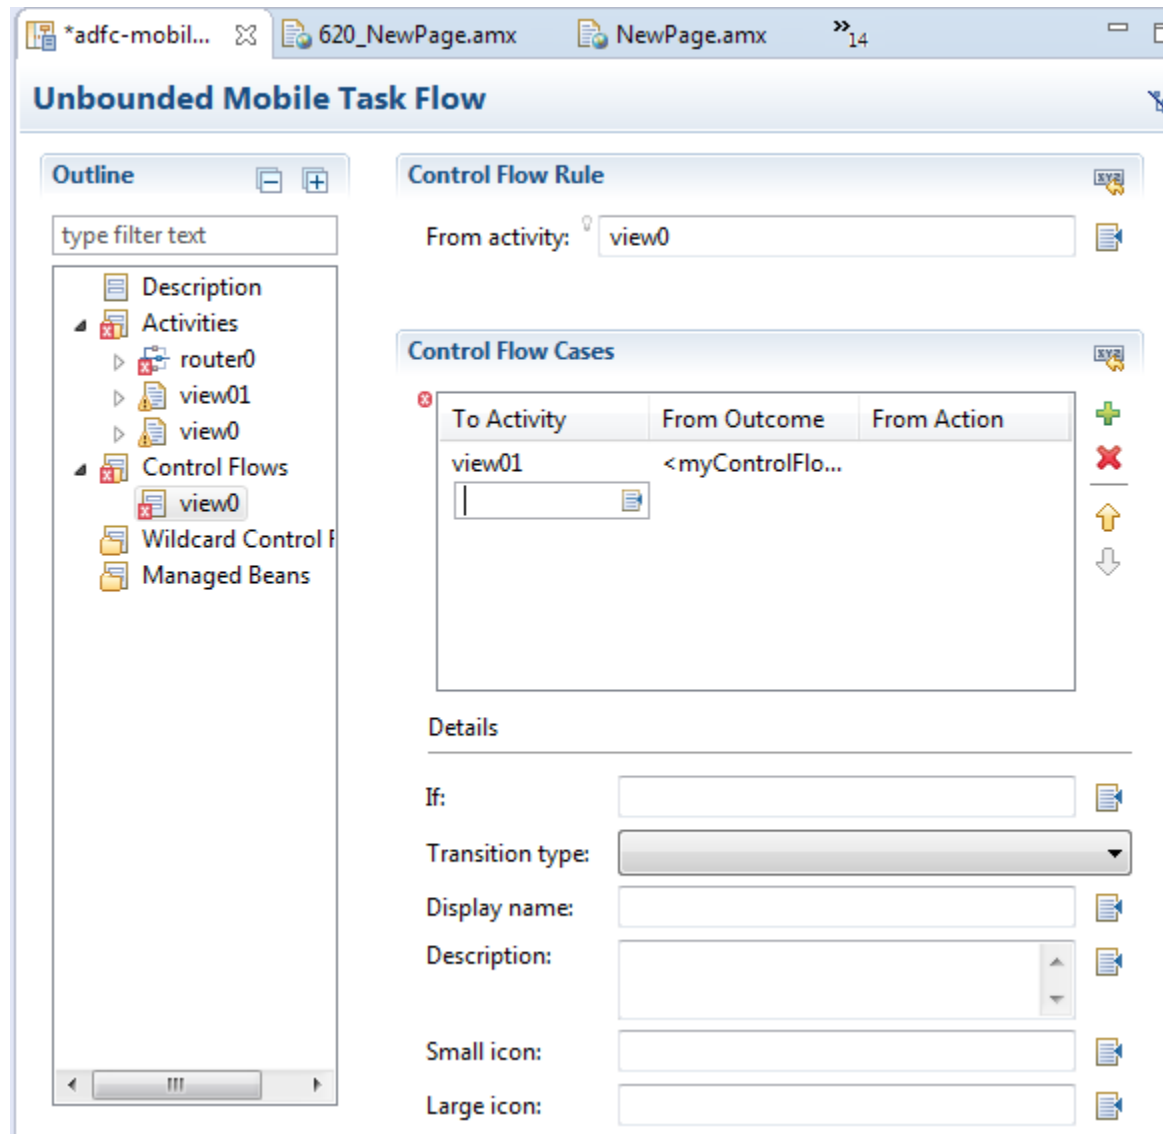 *adfc-mobil... 620_NewPage.amx NewPage.amx »14
Unbounded Mobile Task Flow
Outline
type filter text
Description
Activities
router0
view01
view0
Control Flows
view0
Wildcard Control F
Managed Beans
Control Flow Rule
From activity: view0
Control Flow Cases
To Activity From Outcome From Action
view01 <myControlFlo...
Details
If:
Transition type:
Display name:
Description:
Small icon:
Large icon: